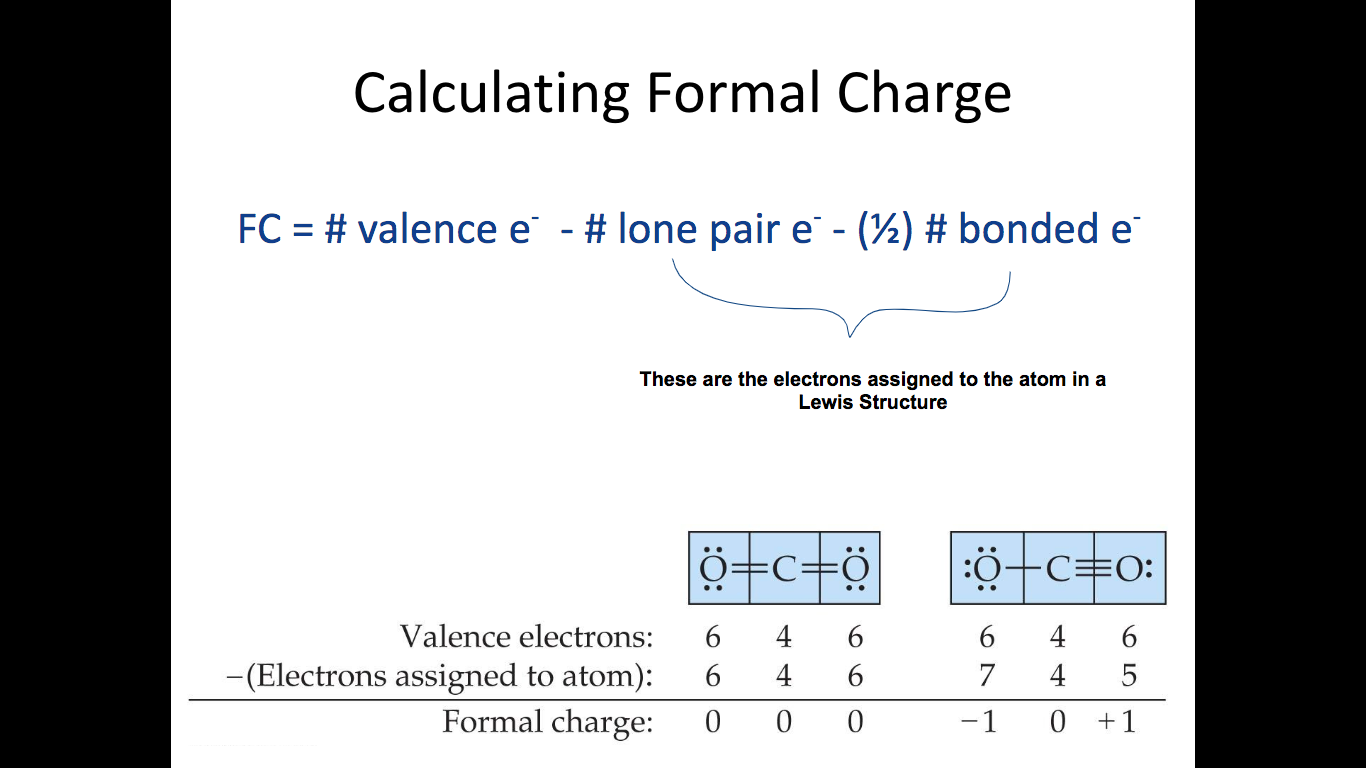 Calculating Formal Charge
FC = # valence e⁻ - # lone pair e⁻ - (½) # bonded e⁻
These are the electrons assigned to the atom in a
Lewis Structure
Ö=C=Ö :Ö—C≡O:
Valence electrons: 6 4 6 6 4 6
−(Electrons assigned to atom): 6 4 6 7 4 5
Formal charge: 0 0 0 −1 0 +1